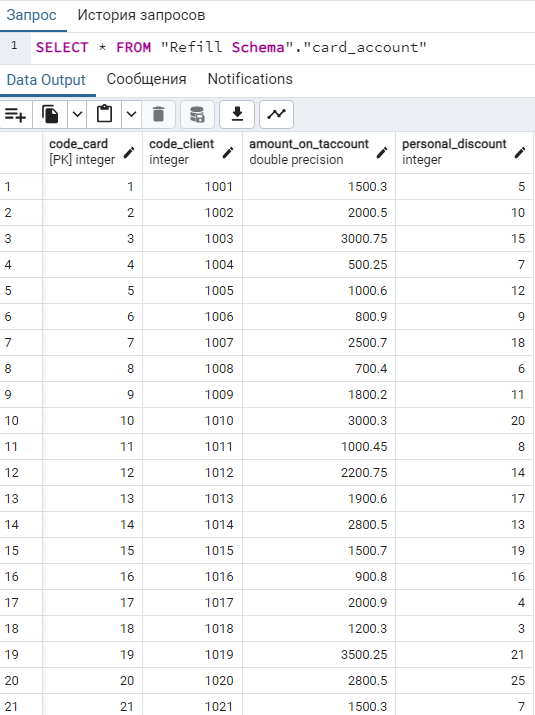 Запрос История запросов
1 SELECT * FROM "Refill Schema"."card_account"
Data Output Сообщения Notifications
code_card code_client amount_on_taccount personal_discount
[PK] integer integer double precision integer
1 1 1001 1500.3 5
2 2 1002 2000.5 10
3 3 1003 3000.75 15
4 4 1004 500.25 7
5 5 1005 1000.6 12
6 6 1006 800.9 9
7 7 1007 2500.7 18
8 8 1008 700.4 6
9 9 1009 1800.2 11
10 10 1010 3000.3 20
11 11 1011 1000.45 8
12 12 1012 2200.75 14
13 13 1013 1900.6 17
14 14 1014 2800.5 13
15 15 1015 1500.7 19
16 16 1016 900.8 16
17 17 1017 2000.9 4
18 18 1018 1200.3 3
19 19 1019 3500.25 21
20 20 1020 2800.5 25
21 21 1021 1500.3 7